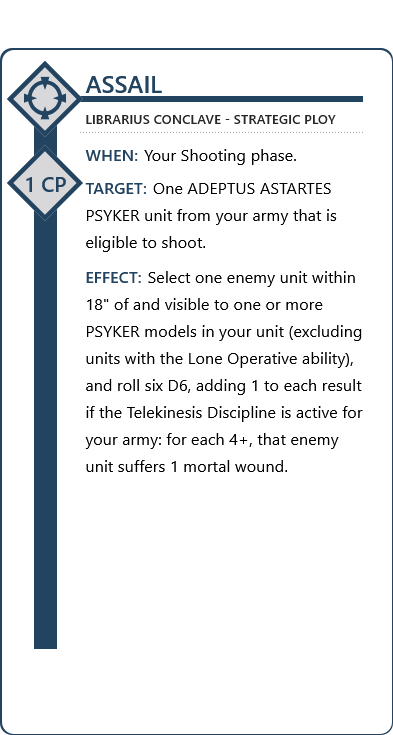 ASSAIL
LIBRARIUS CONCLAVE - STRATEGIC PLOY
1 CP
WHEN: Your Shooting phase.
TARGET: One ADEPTUS ASTARTES
PSYKER unit from your army that is
eligible to shoot.
EFFECT: Select one enemy unit within
18" of and visible to one or more
PSYKER models in your unit (excluding
units with the Lone Operative ability),
and roll six D6, adding 1 to each result
if the Telekinesis Discipline is active for
your army: for each 4+, that enemy
unit suffers 1 mortal wound.